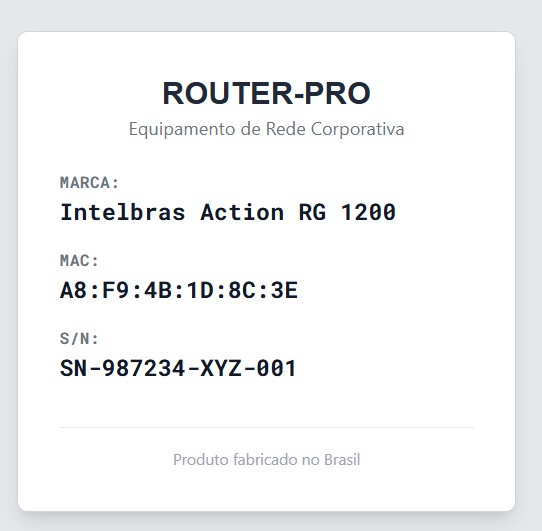 ROUTER-PRO
Equipamento de Rede Corporativa
MARCA:
Intelbras Action RG 1200
MAC:
A8:F9:4B:1D:8C:3E
S/N:
SN-987234-XYZ-001
Produto fabricado no Brasil